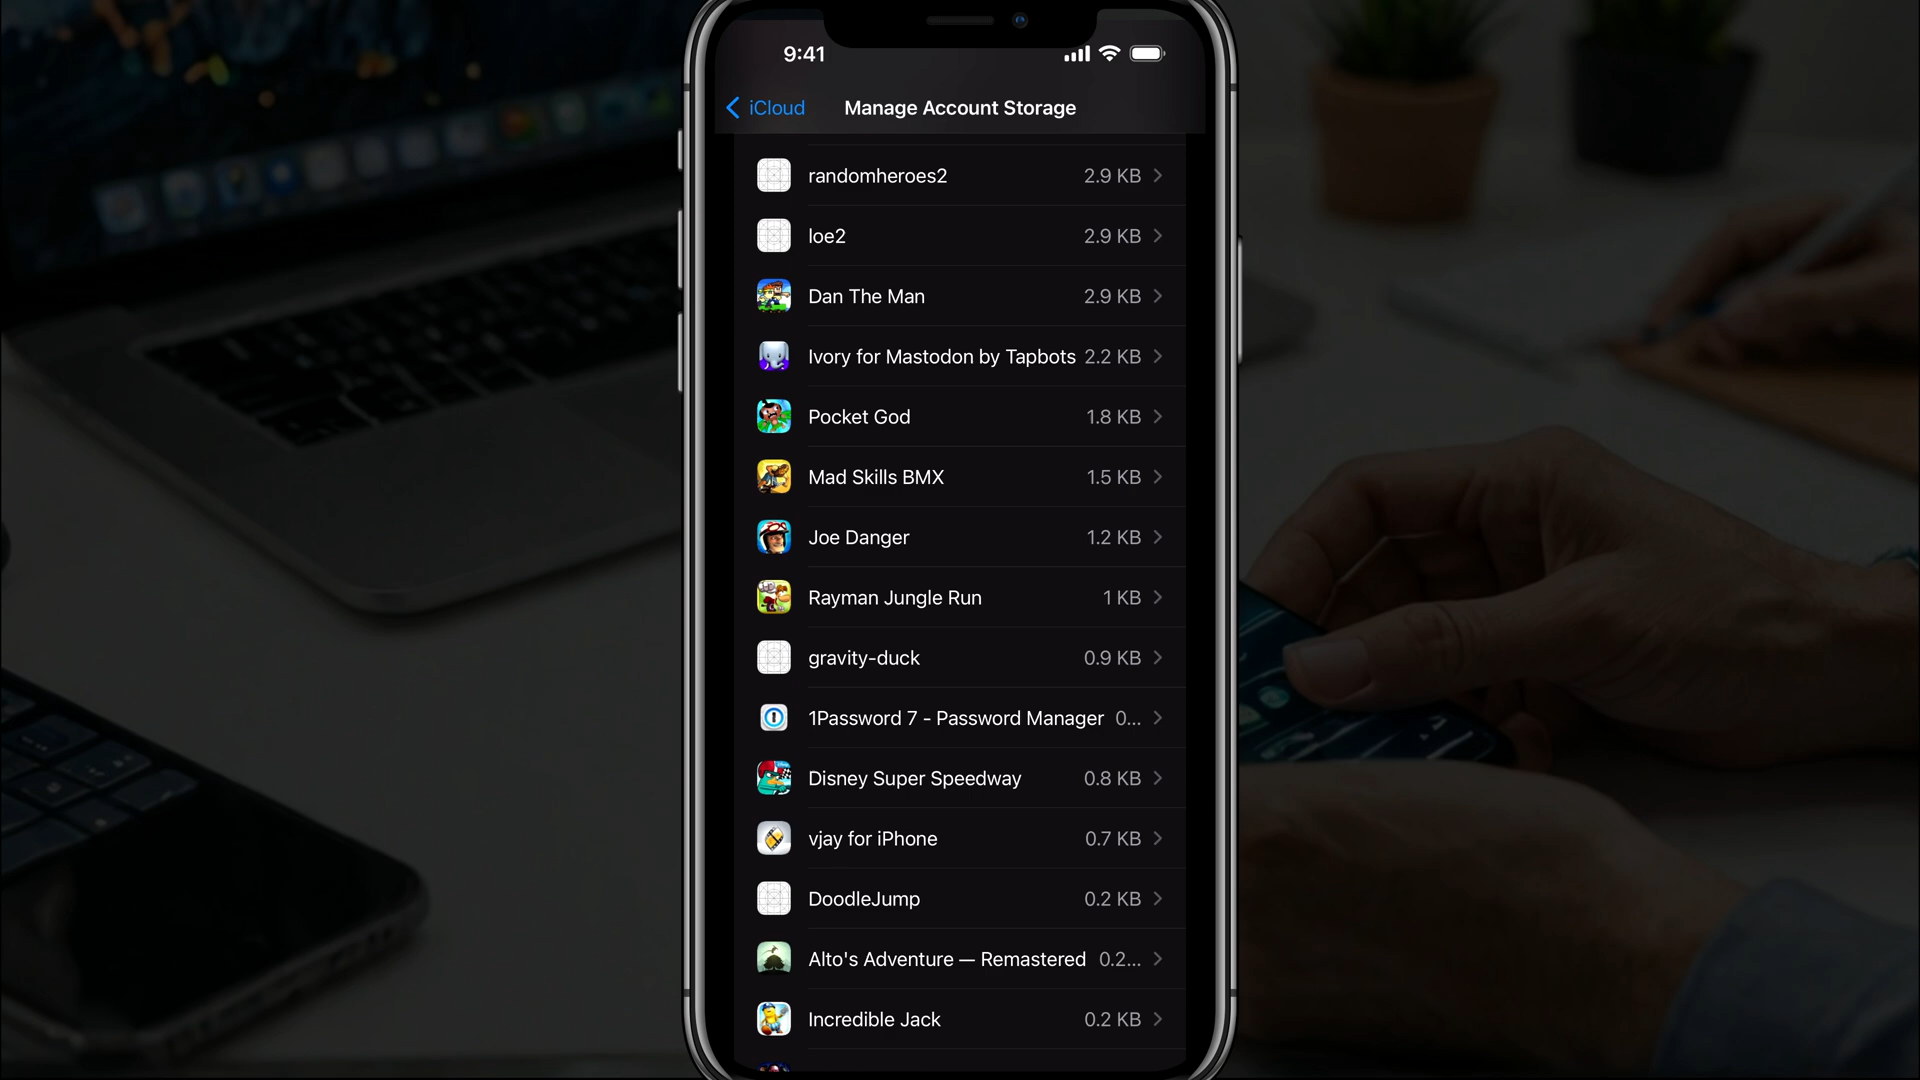 9:41
iCloud Manage Account Storage
randomheroes2 2.9 KB
loe2 2.9 KB
Dan The Man 2.9 KB
Ivory for Mastodon by Tapbots 2.2 KB
Pocket God 1.8 KB
Mad Skills BMX 1.5 KB
Joe Danger 1.2 KB
Rayman Jungle Run 1 KB
gravity-duck 0.9 KB
1Password 7 - Password Manager 0...
Disney Super Speedway 0.8 KB
vjay for iPhone 0.7 KB
DoodleJump 0.2 KB
Alto's Adventure — Remastered 0.2...
Incredible Jack 0.2 KB